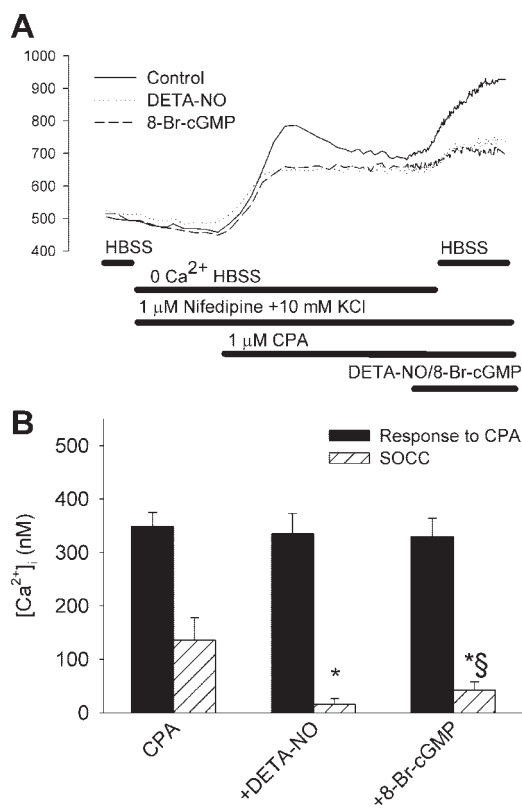 A
1000
900
800
700
600
500
400
Control
DETA-NO
8-Br-cGMP
HBSS
HBSS
0 Ca2+ HBSS
1 μM Nifedipine +10 mM KCl
1 μM CPA
DETA-NO/8-Br-cGMP
B
500
400
300
200
100
0
[Ca2+]i (nM)
Response to CPA
SOCC
*
*§
CPA
+DETA-NO
+8-Br-cGMP